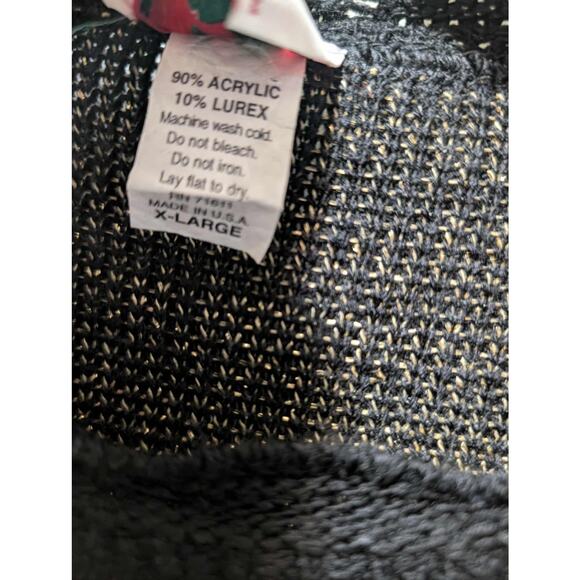 90% ACRYLIC
10% LUREX
Machine wash cold.
Do not bleach.
Do not iron.
Lay flat to dry.
RN 71611
MADE IN U.S.A.
X-LARGE